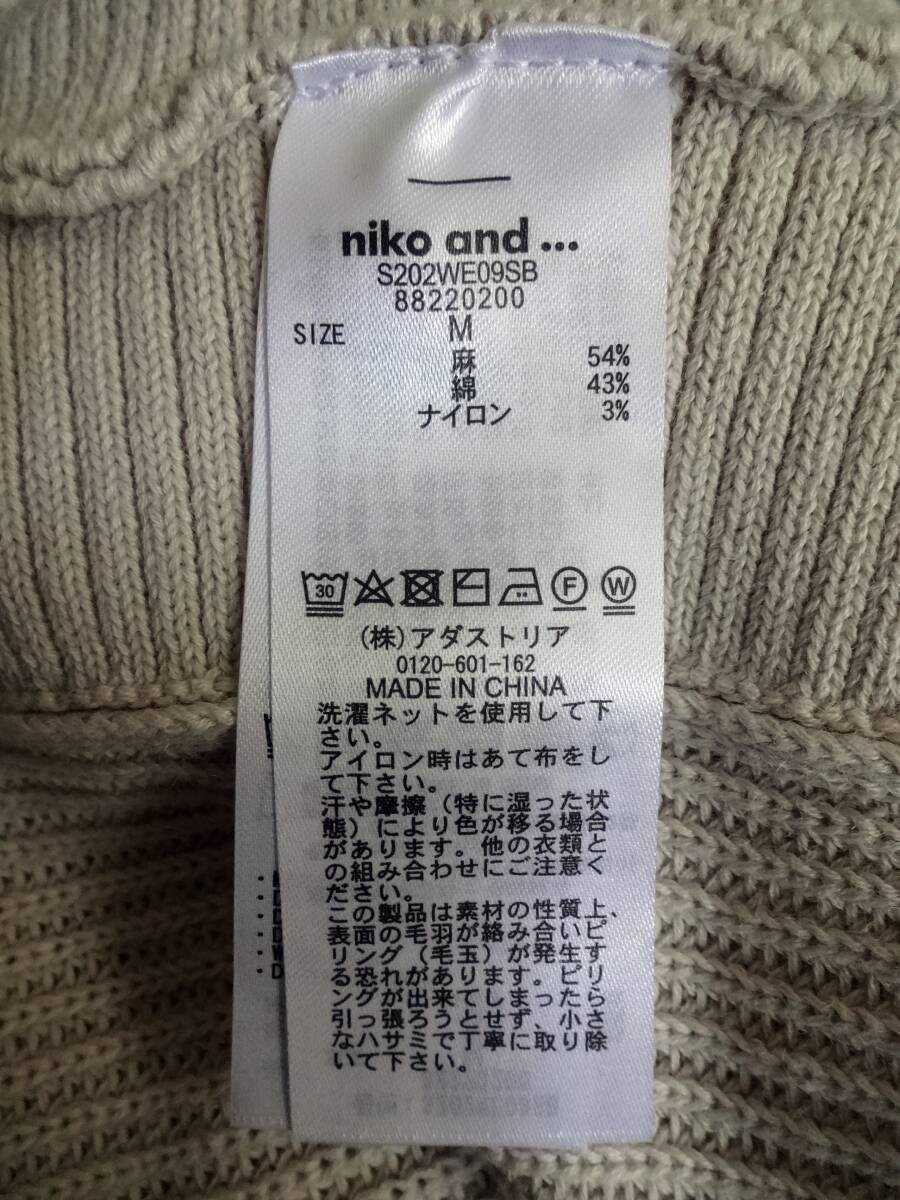 niko and ...
S202WE09SB
88220200
SIZE M
麻 54%
綿 43%
ナイロン 3%
30
F W
(株)アダストリア
0120-601-162
MADE IN CHINA
洗濯ネットを使用して下
さい。
アイロン時はあて布をし
て下さい。
汗や摩擦（特に湿った状
態）により色が移る場合
があります。他の衣類と
の組み合わせにご注意く
ださい。
この製品は素材の性質上、
表面の毛羽が絡み合いピ
リング（毛玉）が発生す
る恐れがあります。ピリ
ングが出来てしまったら
引っ張ろうとせず、小さ
なハサミで丁寧に取り除
いて下さい。